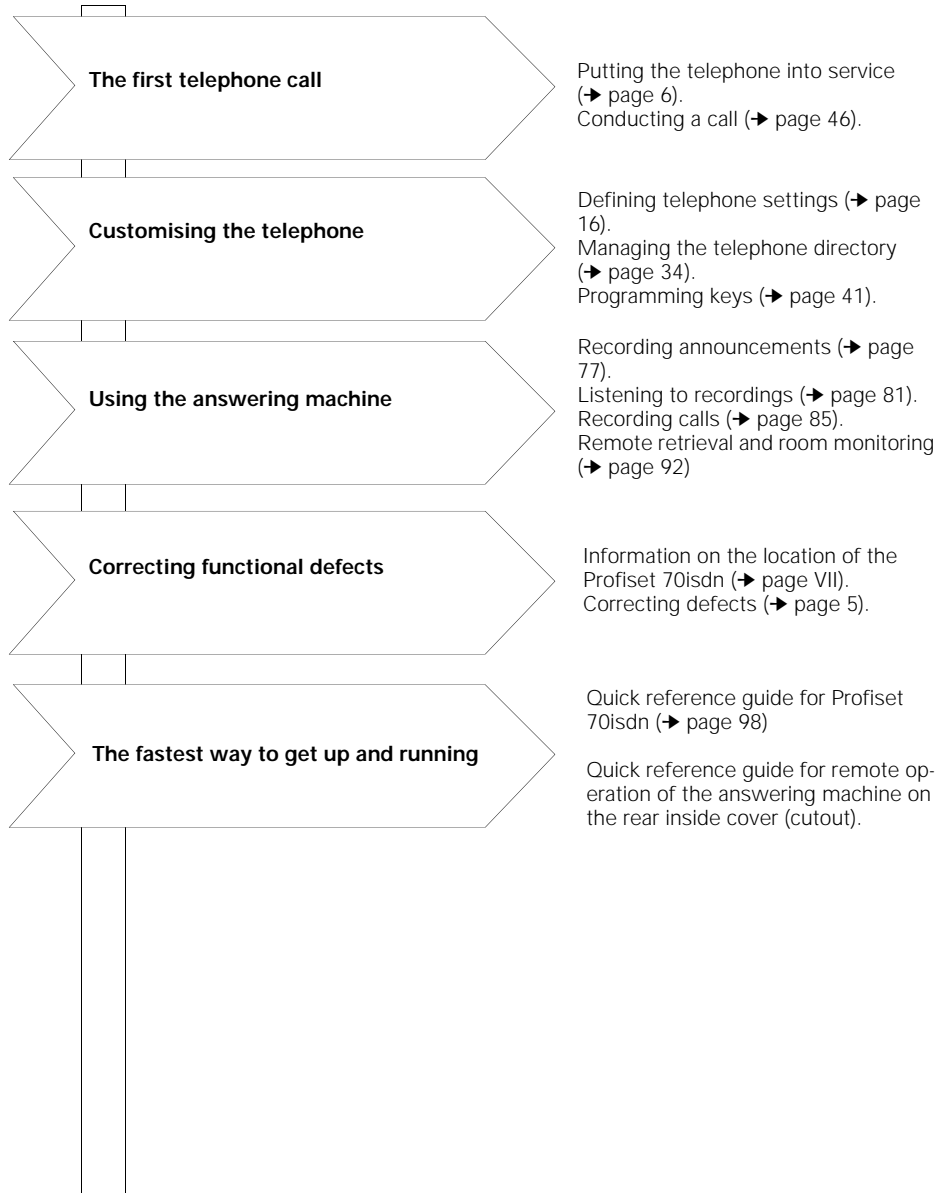 The first telephone call
Putting the telephone into service
(➔ page 6).
Conducting a call (➔ page 46).
Customising the telephone
Defining telephone settings (➔ page
16).
Managing the telephone directory
(➔ page 34).
Programming keys (➔ page 41).
Using the answering machine
Recording announcements (➔ page
77).
Listening to recordings (➔ page 81).
Recording calls (➔ page 85).
Remote retrieval and room monitoring
(➔ page 92)
Correcting functional defects
Information on the location of the
Profiset 70isdn (➔ page VII).
Correcting defects (➔ page 5).
The fastest way to get up and running
Quick reference guide for Profiset
70isdn (➔ page 98)
Quick reference guide for remote op-
eration of the answering machine on
the rear inside cover (cutout).